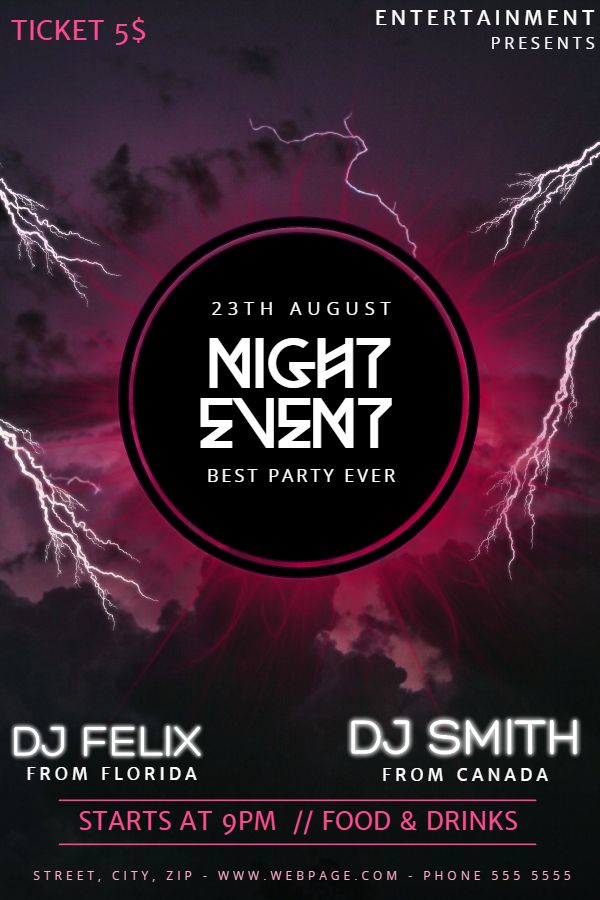 TICKET 5$
ENTERTAINMENT
PRESENTS
23TH AUGUST
NIGHT
EVENT
BEST PARTY EVER
DJ FELIX
FROM FLORIDA
DJ SMITH
FROM CANADA
STARTS AT 9PM // FOOD & DRINKS
STREET, CITY, ZIP - WWW.WEBPAGE.COM - PHONE 555 5555